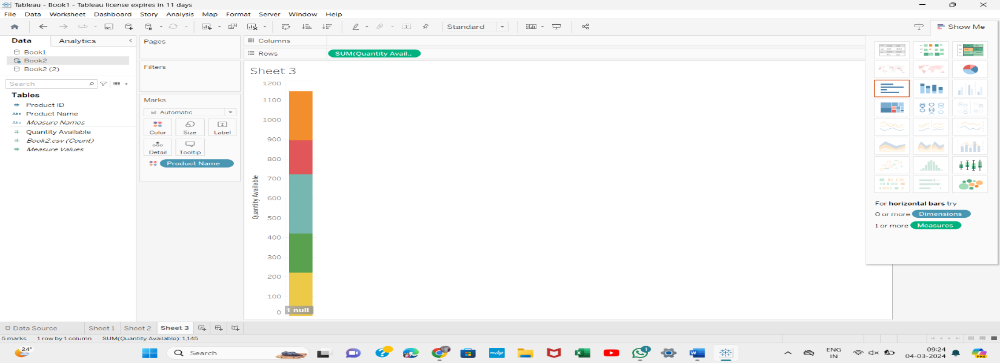 Tableau - Book1 - Tableau license expires in 11 days
File Data Worksheet Dashboard Story Analysis Map Format Server Window Help
Standard
Show Me
Data Analytics
Pages
Columns
Rows SUM(Quantity Avail..
Book1
Book2
Book2 (2)
Filters
Sheet 3
Search
Tables
Product ID
Abc Product Name
Abc Measure Names
Quantity Available
Book2.csv (Count)
Measure Values
Marks
Automatic
Color Size Label
Detail Tooltip
Product Name
1200
1100
1000
900
800
700
600
500
400
300
200
100
0
Quantity Available
1 null
For horizontal bars try
0 or more Dimensions
1 or more Measures
Data Source Sheet 1 Sheet 2 Sheet 3
5 marks 1 row by 1 column SUM(Quantity Available): 1,145
24°
Search
1
ENG
IN
09:24
04-03-2024
PRE